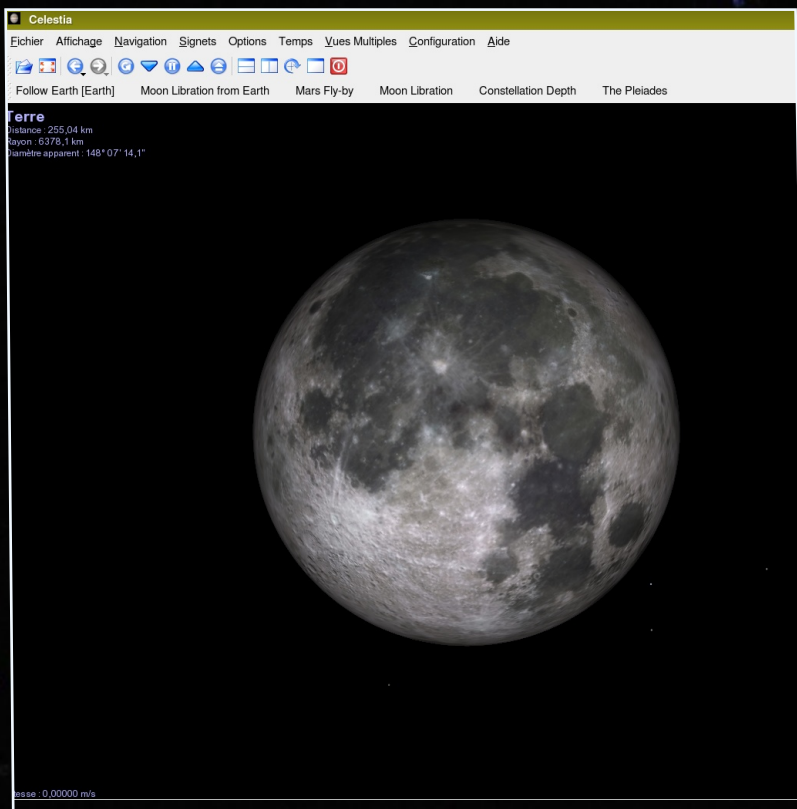 Celestia
Fichier Affichage Navigation Signets Options Temps Vues Multiples Configuration Aide
Follow Earth [Earth] Moon Libration from Earth Mars Fly-by Moon Libration Constellation Depth The Pleiades
Terre
Distance : 255,04 km
Rayon : 6378,1 km
Diamètre apparent : 148° 07' 14,1"
tesse : 0,00000 m/s